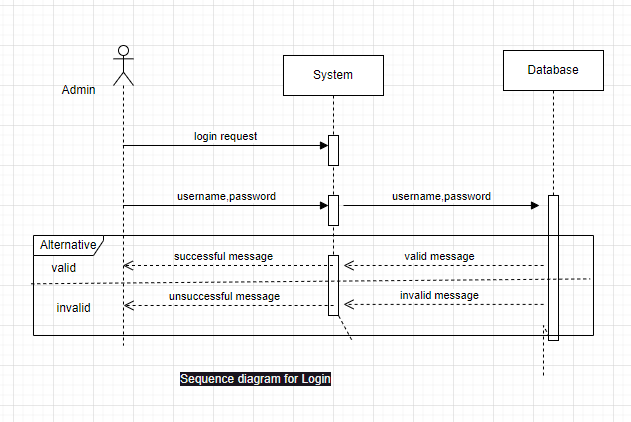 System
Database
Admin
login request
username,password
username,password
Alternative
successful message
valid message
valid
unsuccessful message
invalid message
invalid
Sequence diagram for Login